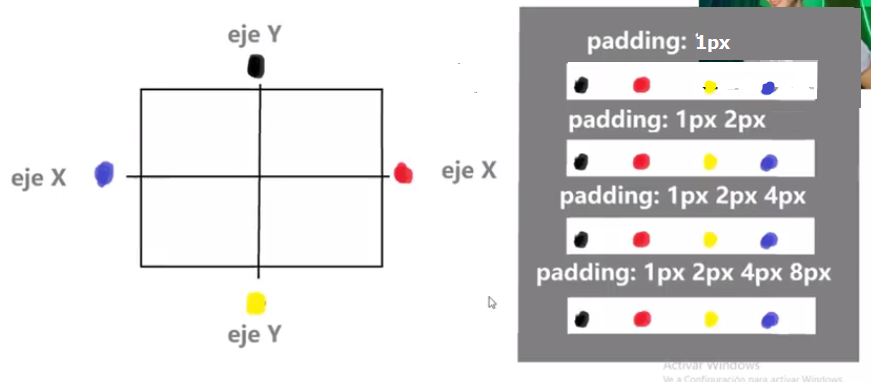 eje Y
eje X
eje X
eje Y
padding: 1px
padding: 1px 2px
padding: 1px 2px 4px
padding: 1px 2px 4px 8px
Activar Windows
Ve a Configuración para activar Windows.